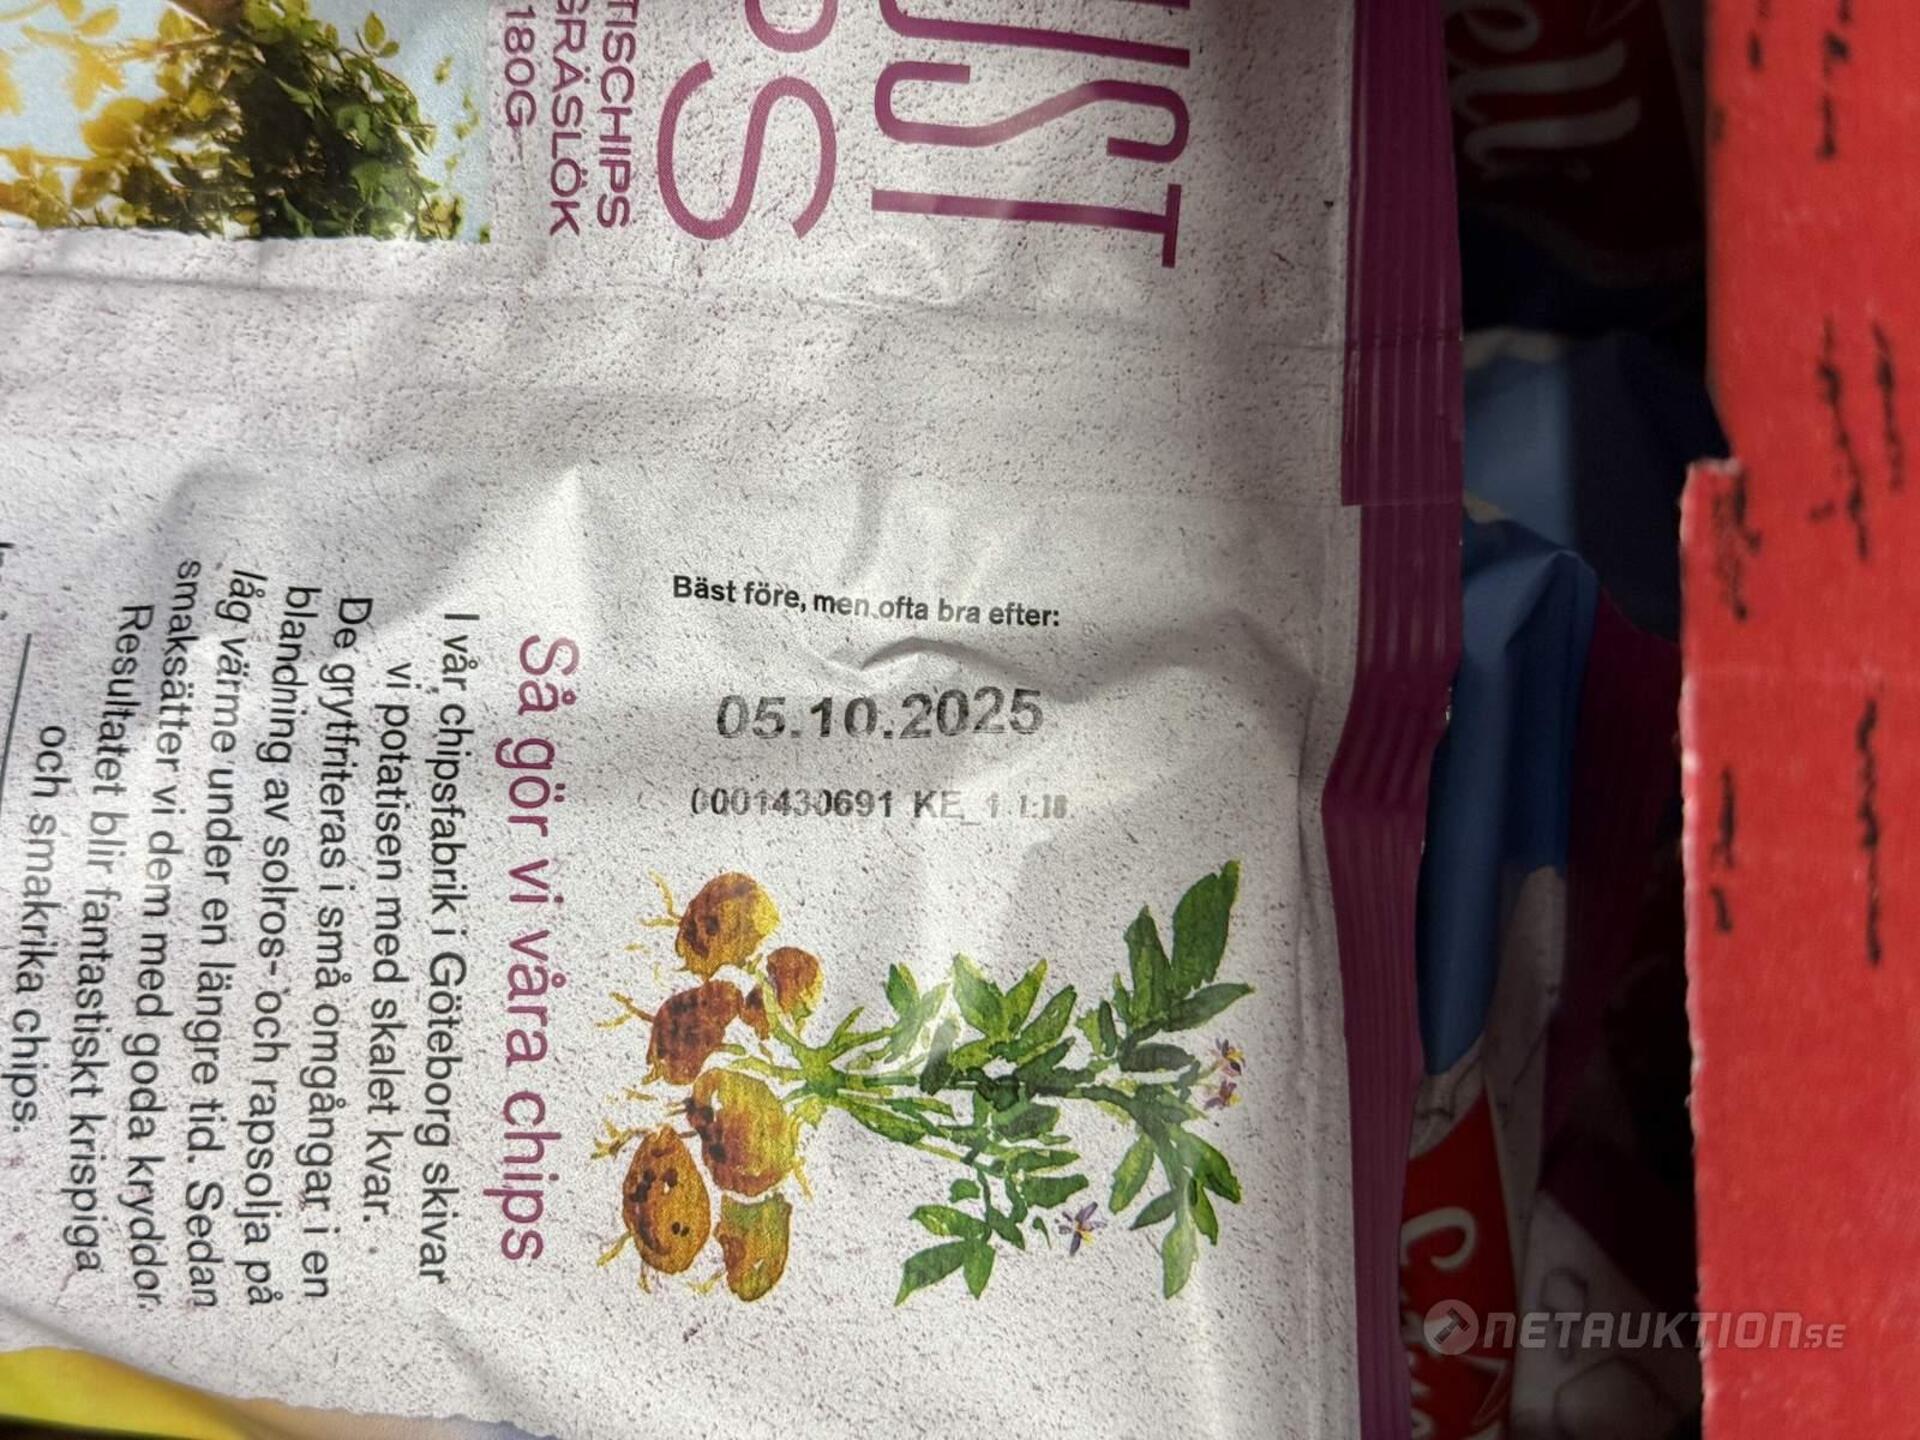 TISCHIPS
GRÄSLÖK
180G
Bäst före, men ofta bra efter:
05.10.2025
0001430691 KE_1
Så gör vi våra chips
I vår chipsfabrik i Göteborg skivar
vi potatisen med skalet kvar.
De grytfriteras i små omgångar i en
blandning av solros- och rapsolja på
låg värme under en längre tid. Sedan
smaksätter vi dem med goda kryddor.
Resultatet blir fantastiskt krispiga
och smakrika chips.
NETAUKTION.SE